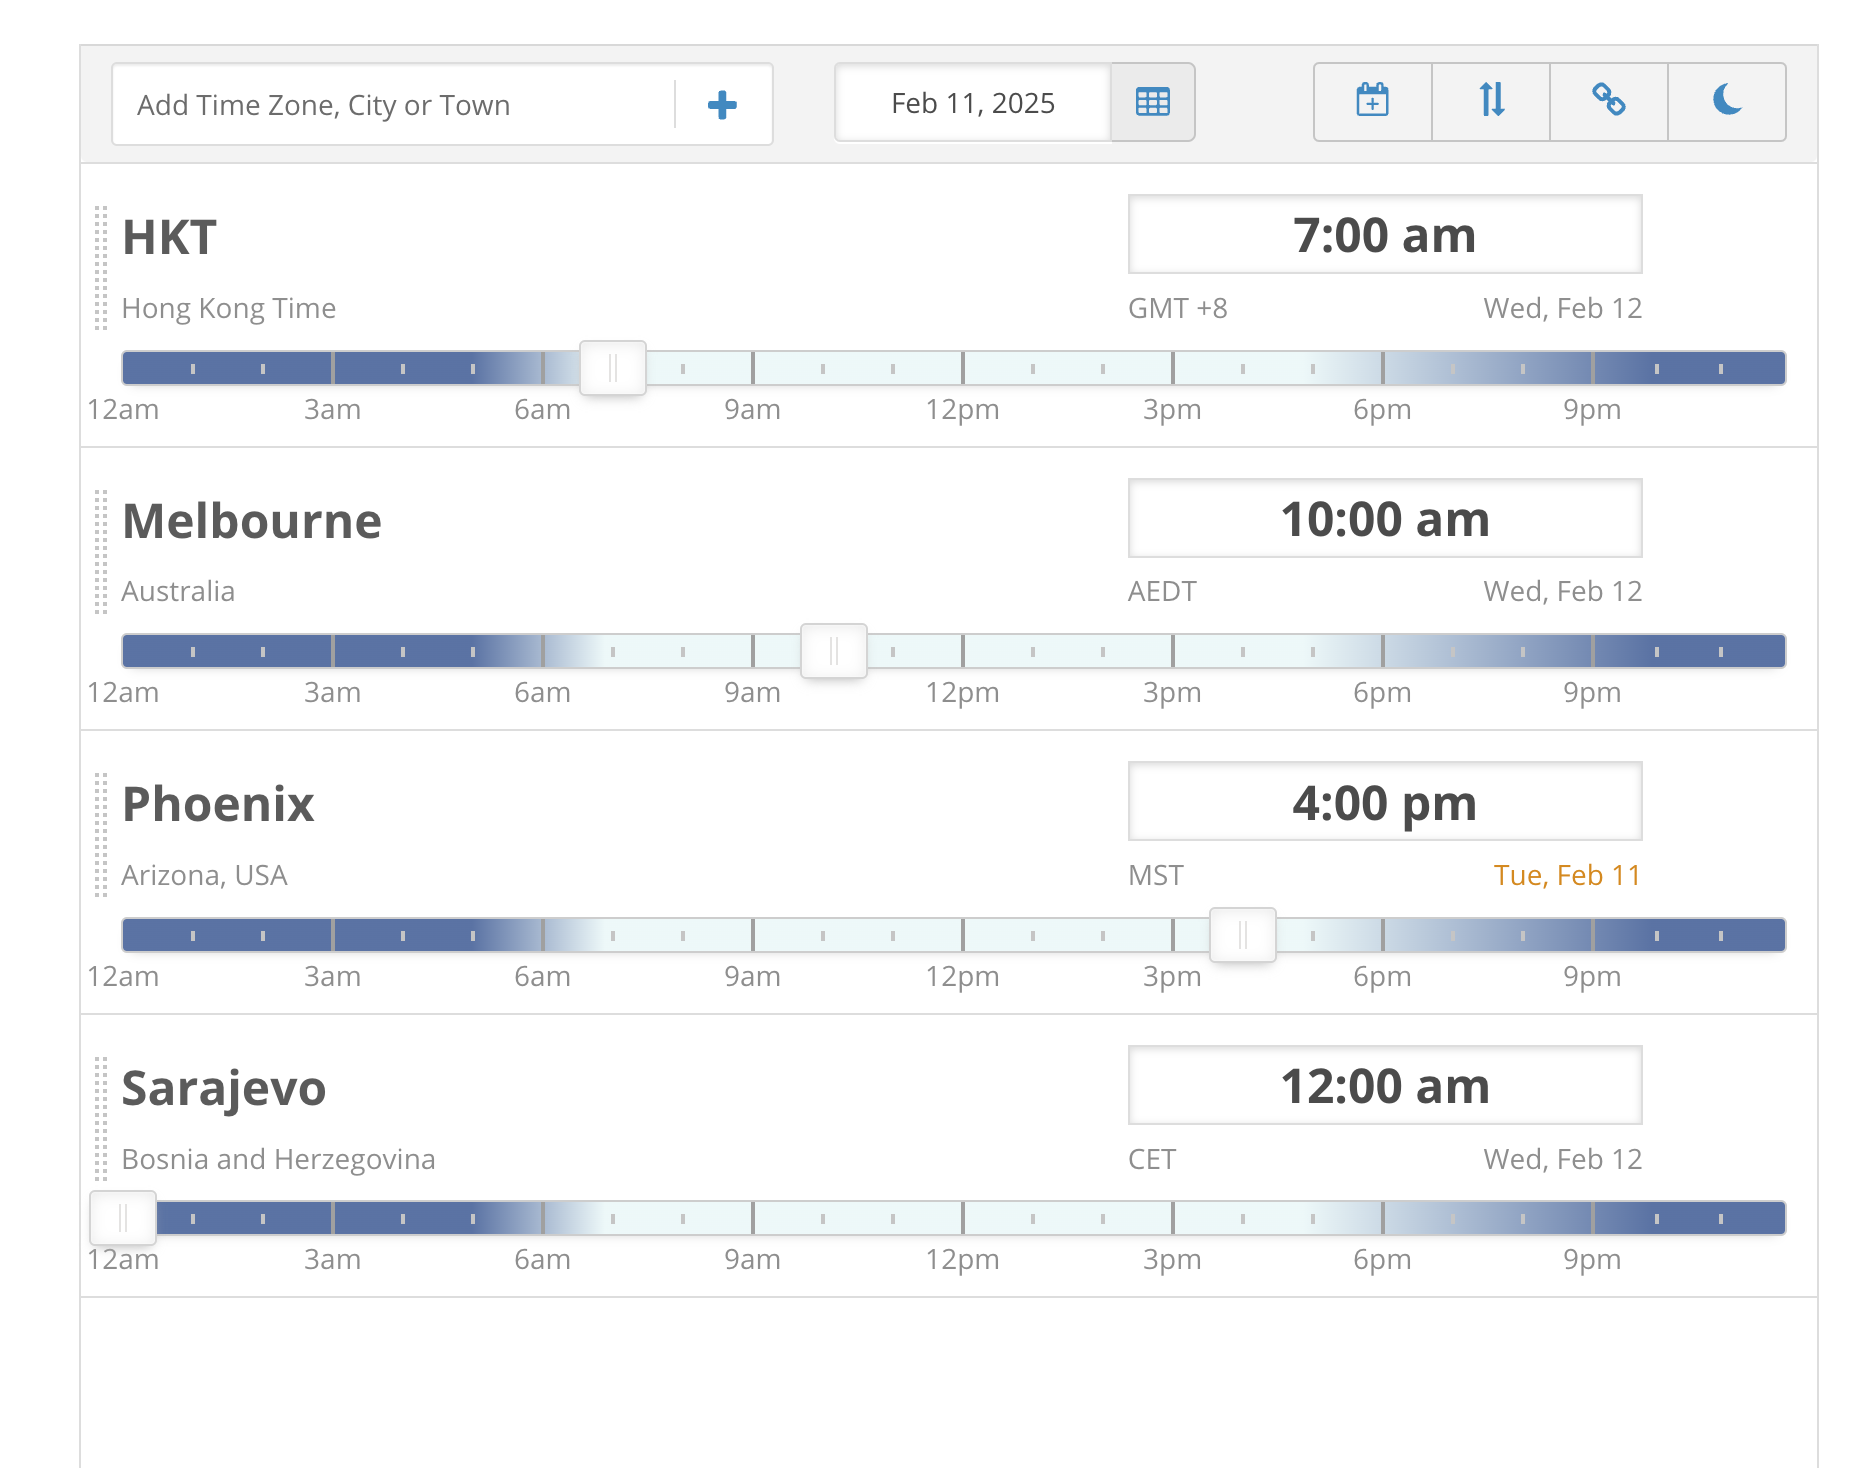 Add Time Zone, City or Town
Feb 11, 2025
HKT
7:00 am
Hong Kong Time
GMT +8
Wed, Feb 12
12am 3am 6am 9am 12pm 3pm 6pm 9pm
Melbourne
10:00 am
Australia
AEDT
Wed, Feb 12
12am 3am 6am 9am 12pm 3pm 6pm 9pm
Phoenix
4:00 pm
Arizona, USA
MST
Tue, Feb 11
12am 3am 6am 9am 12pm 3pm 6pm 9pm
Sarajevo
12:00 am
Bosnia and Herzegovina
CET
Wed, Feb 12
12am 3am 6am 9am 12pm 3pm 6pm 9pm